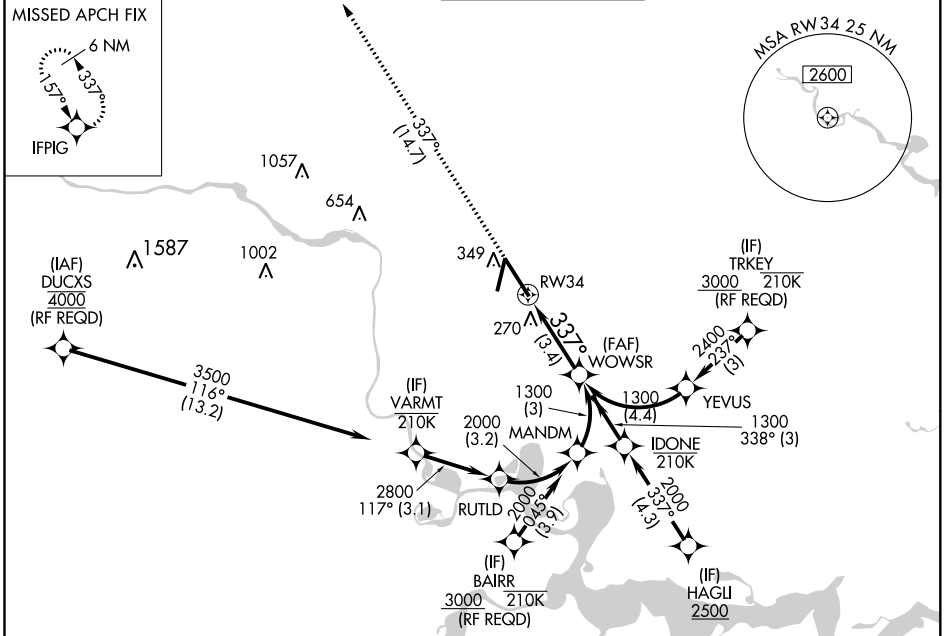 MISSED APCH FIX
6 NM
337°
157°
IFPIG
MSA RW34 25 NM
2600
337°
(14.7)
1057
654
1587
1002
349
RW34
270
337°
(3.4)
(IAF)
DUCXS
4000
(RF REQD)
3500
116°
(13.2)
(IF)
TRKEY
3000 210K
(RF REQD)
2400
237°
(3)
(FAF)
WOWSR
YEVUS
1300
(4.4)
1300
(3)
1300
338° (3)
(IF)
VARMT
210K
2000
(3.2)
MANDM
IDONE
210K
2800
117° (3.1)
RUTLD
2000
045°
(3.9)
2000
337°
(4.3)
(IF)
BAIRR
3000 210K
(RF REQD)
(IF)
HAGLI
2500